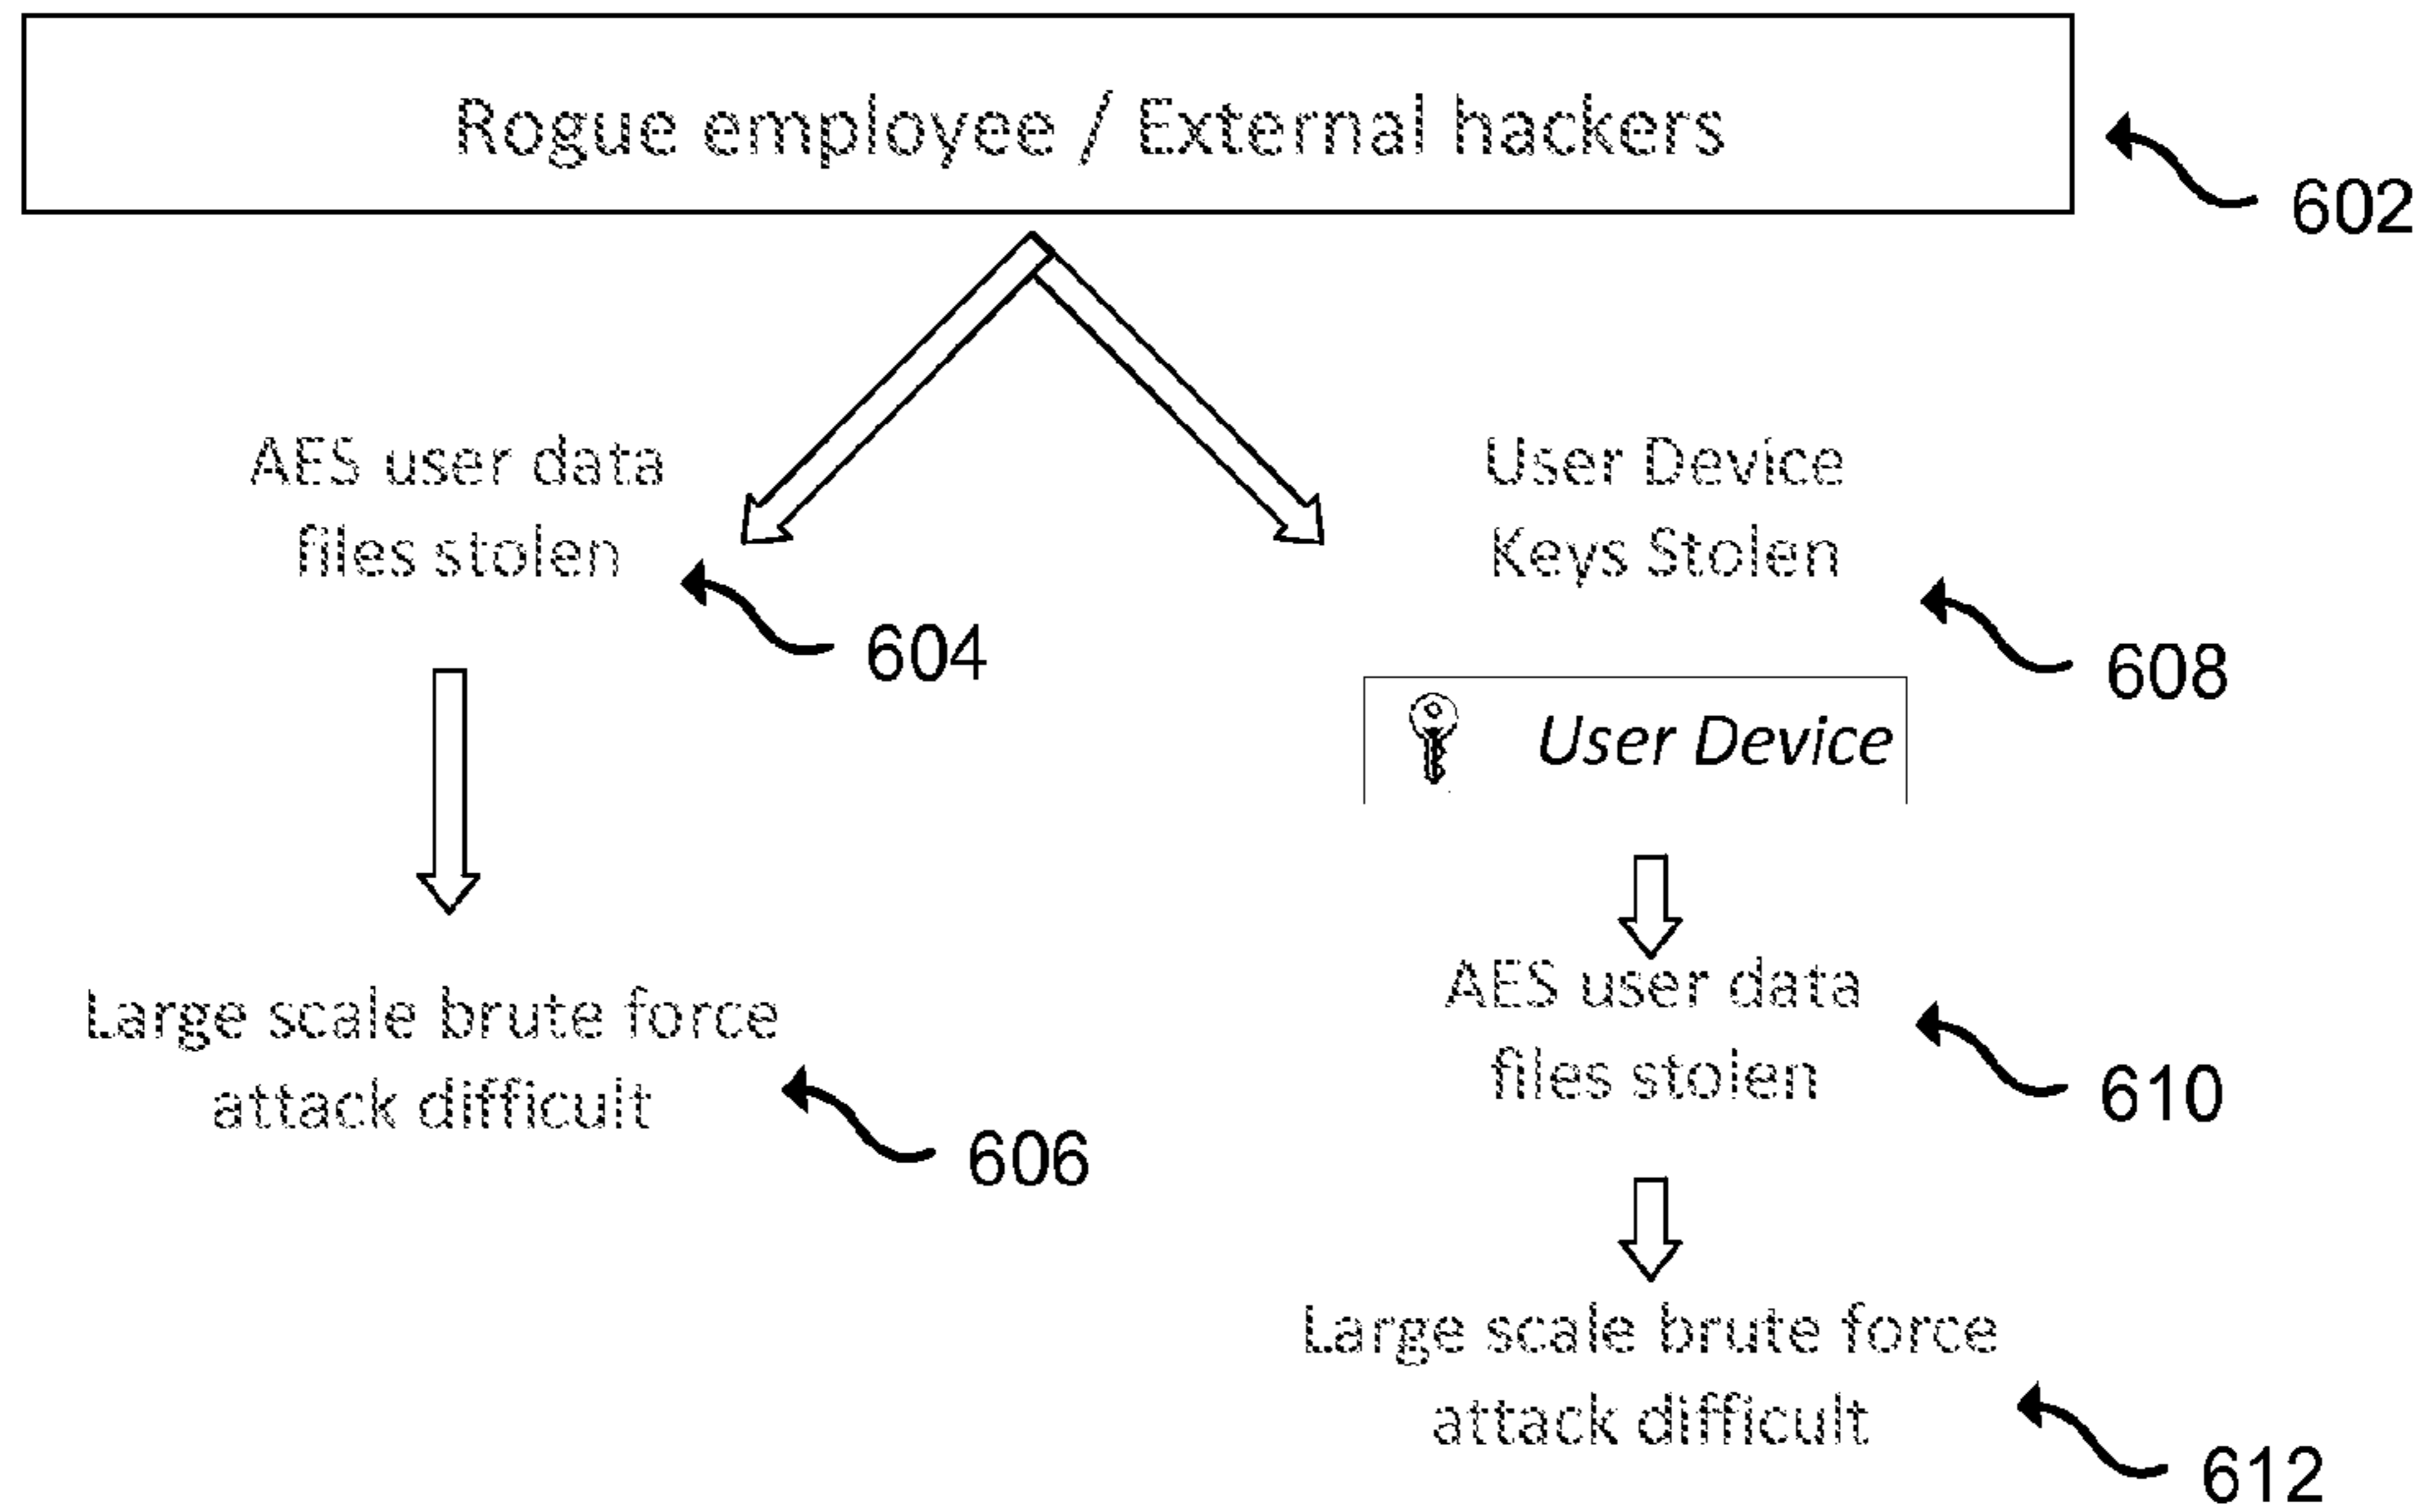 Rogue employee / External hackers
602
AES user data
files stolen
604
User Device
Keys Stolen
608
User Device
Large scale brute force
attack difficult
606
AES user data
files stolen
610
Large scale brute force
attack difficult
612